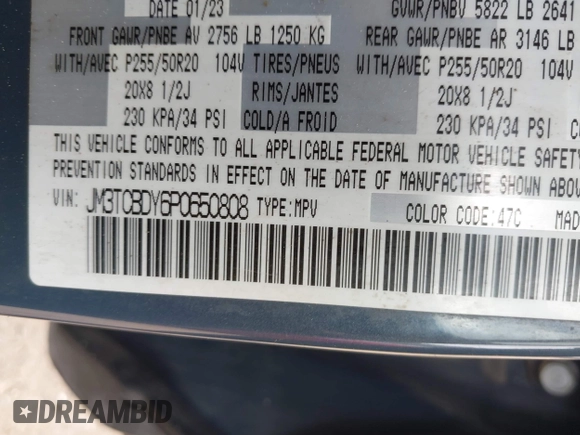 DATE 01/23 GVWR/PNBV 5822 LB 2641
FRONT GAWR/PNBE AV 2756 LB 1250 KG REAR GAWR/PNBE AR 3146 LB
WITH/AVEC P255/50R20 104V TIRES/PNEUS WITH/AVEC P255/50R20 104V
20X8 1/2J RIMS/JANTES 20X8 1/2J
230 KPA/34 PSI COLD/A FROID 230 KPA/34 PSI
THIS VEHICLE CONFORMS TO ALL APPLICABLE FEDERAL MOTOR VEHICLE SAFETY
PREVENTION STANDARDS IN EFFECT ON THE DATE OF MANUFACTURE SHOWN
VIN: JM3TCBDY6P0650808 TYPE:MPV COLOR CODE:47C MAD
DREAMBID